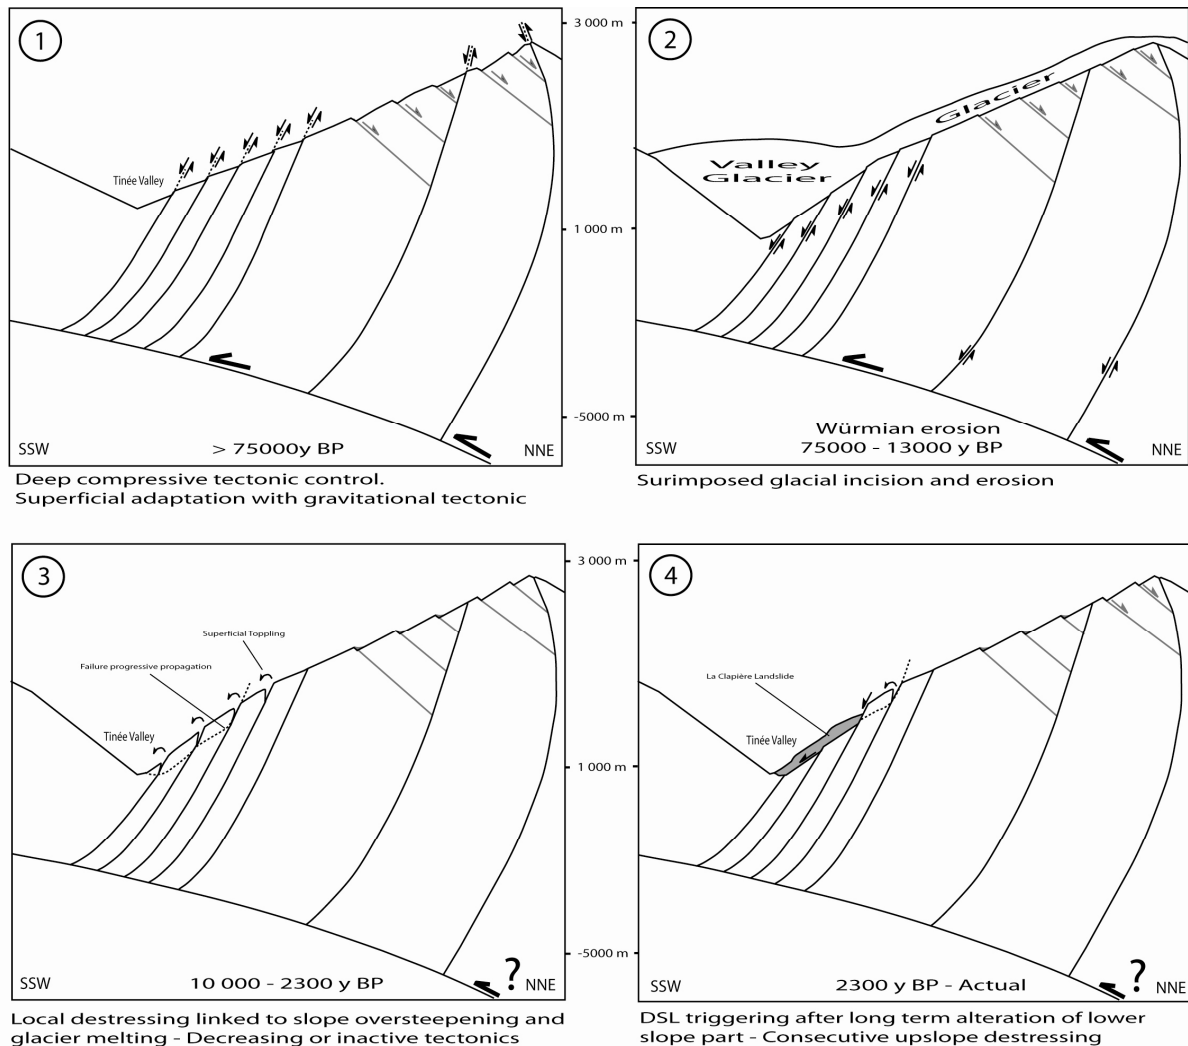 1
Tinée Valley
SSW
> 75000y BP
NNE
Deep compressive tectonic control.
Superficial adaptation with gravitational tectonic
3 000 m
1 000 m
-5000 m
2
Glacier
Valley
Glacier
Würmian erosion
75000 - 13000 y BP
SSW
NNE
Surimposed glacial incision and erosion
3
Superficial Toppling
Failure progressive propagation
Tinée Valley
SSW
10 000 - 2300 y BP
?
NNE
Local destressing linked to slope oversteepening and
glacier melting - Decreasing or inactive tectonics
3 000 m
1 000 m
-5000 m
4
La Clapière Landslide
Tinée Valley
SSW
2300 y BP - Actual
?
NNE
DSL triggering after long term alteration of lower
slope part - Consecutive upslope destressing